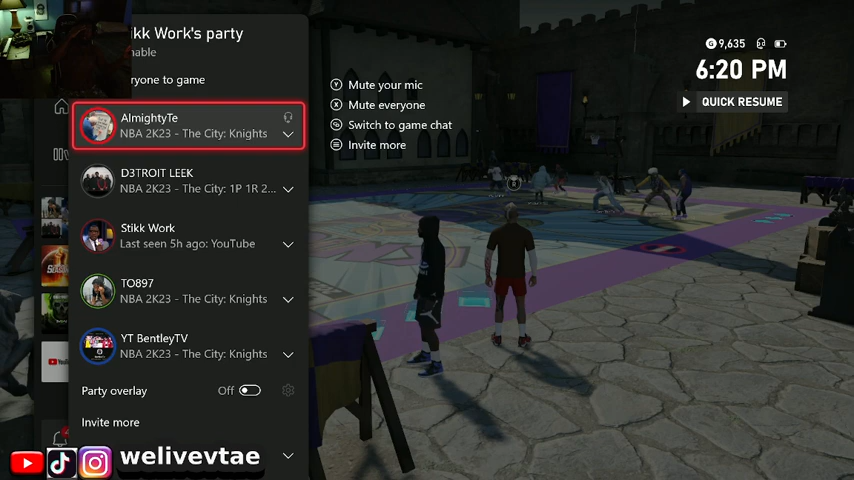 ikk Work's party
nable
ryone to game
AlmightyTe
NBA 2K23 - The City: Knights
D3TROIT LEEK
NBA 2K23 - The City: 1P 1R 2...
Stikk Work
Last seen 5h ago: YouTube
TO897
NBA 2K23 - The City: Knights
YT BentleyTV
NBA 2K23 - The City: Knights
Party overlay
Off
Invite more
welivevtae
Y Mute your mic
X Mute everyone
Switch to game chat
Invite more
G 9,635
6:20 PM
QUICK RESUME